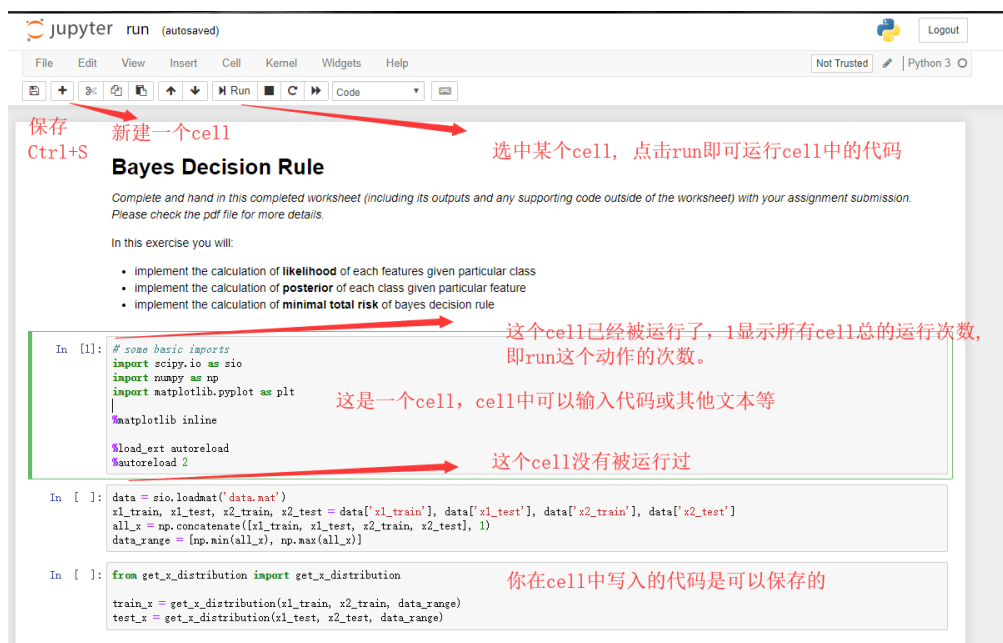 jupyter run (autosaved)
Logout
File Edit View Insert Cell Kernel Widgets Help
Not Trusted Python 3
Run Code
保存
Ctrl+S
新建一个cell
选中某个cell, 点击run即可运行cell中的代码
Bayes Decision Rule
Complete and hand in this completed worksheet (including its outputs and any supporting code outside of the worksheet) with your assignment submission.
Please check the pdf file for more details.
In this exercise you will:
• implement the calculation of likelihood of each features given particular class
• implement the calculation of posterior of each class given particular feature
• implement the calculation of minimal total risk of bayes decision rule
这个cell已经被运行了，1显示所有cell总的运行次数,
即run这个动作的次数。
In [1]: # some basic imports
import scipy.io as sio
import numpy as np
import matplotlib.pyplot as plt
这是一个cell，cell中可以输入代码或其他文本等
%matplotlib inline
%load_ext autoreload
%autoreload 2
这个cell没有被运行过
In [ ]: data = sio.loadmat('data.mat')
x1_train, x1_test, x2_train, x2_test = data['x1_train'], data['x1_test'], data['x2_train'], data['x2_test']
all_x = np.concatenate([x1_train, x1_test, x2_train, x2_test], 1)
data_range = [np.min(all_x), np.max(all_x)]
In [ ]: from get_x_distribution import get_x_distribution
你在cell中写入的代码是可以保存的
train_x = get_x_distribution(x1_train, x2_train, data_range)
test_x = get_x_distribution(x1_test, x2_test, data_range)